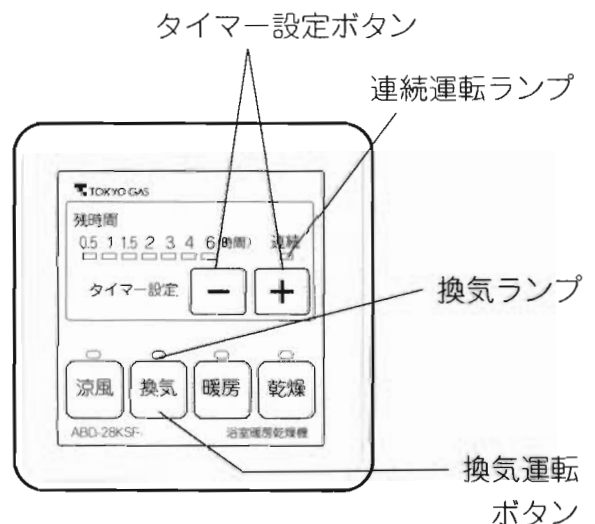 タイマー設定ボタン
連続運転ランプ
TOKYO GAS
残時間
0.5 1 1.5 2 3 4 6(時間) 連続
タイマー設定 − +
換気ランプ
涼風 換気 暖房 乾燥
ABD-28KSF- 浴室暖房乾燥機
換気運転
ボタン